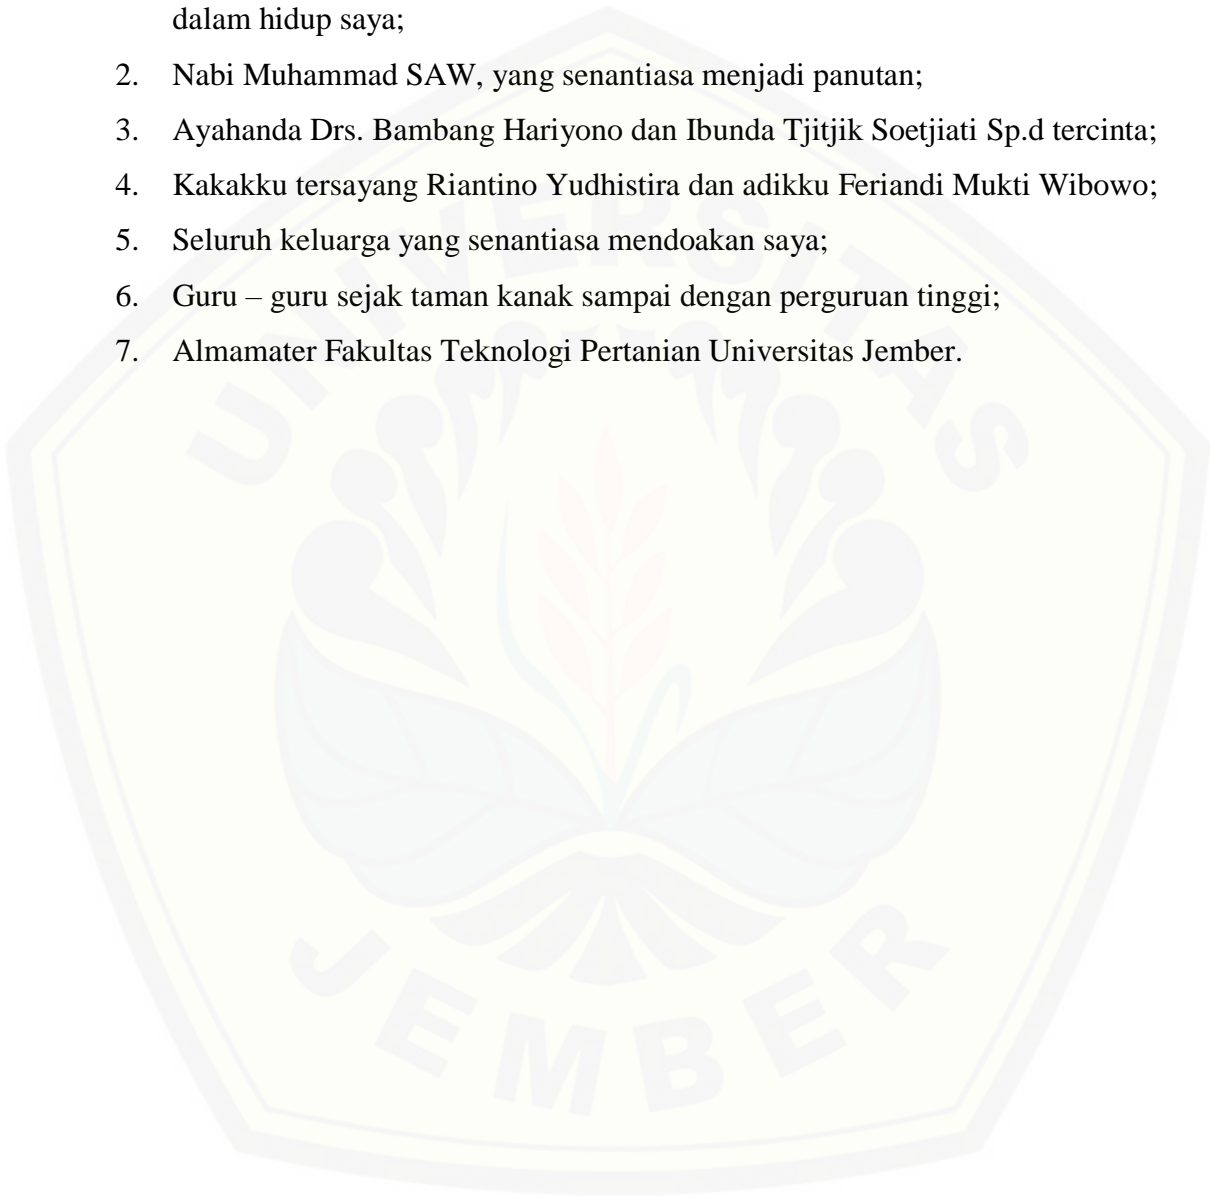 dalam hidup saya;
2. Nabi Muhammad SAW, yang senantiasa menjadi panutan;
3. Ayahanda Drs. Bambang Hariyono dan Ibunda Tjitjik Soetjiati Sp.d tercinta;
4. Kakakku tersayang Riantino Yudhistira dan adikku Feriandi Mukti Wibowo;
5. Seluruh keluarga yang senantiasa mendoakan saya;
6. Guru – guru sejak taman kanak sampai dengan perguruan tinggi;
7. Almamater Fakultas Teknologi Pertanian Universitas Jember.
UNIVERSITAS
JEMBER